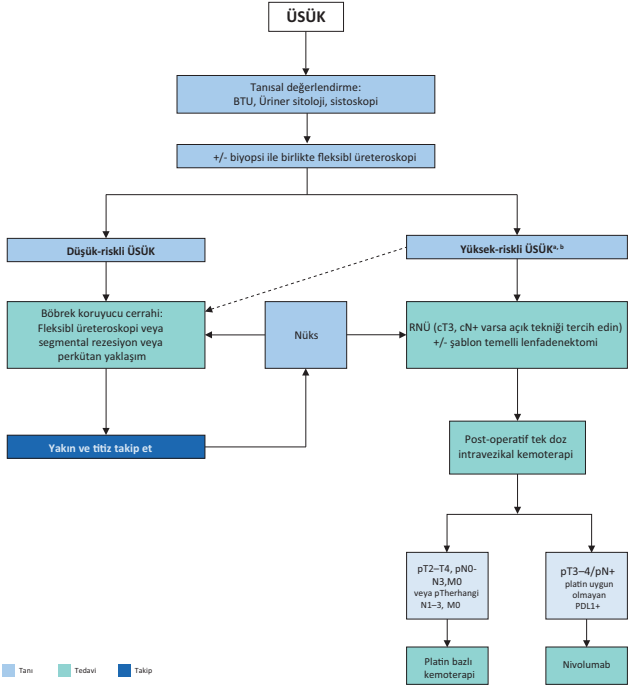 ÜSÜK
Tanısal değerlendirme:
BTU, Üriner sitoloji, sistoskopi
+/- biyopsi ile birlikte fleksibl üreteroskopi
Düşük-riskli ÜSÜK
Yüksek-riskli ÜSÜKa, b
Böbrek koruyucu cerrahi:
Fleksibl üreteroskopi veya
segmental rezesiyon veya
perkütan yaklaşım
Nüks
RNÜ (cT3, cN+ varsa açık tekniği tercih edin)
+/- şablon temelli lenfadenektomi
Yakın ve titiz takip et
Post-operatif tek doz
intravezikal kemoterapi
pT2–T4, pN0-
N3,M0
veya pTherhangi
N1–3, M0
pT3–4/pN+
platin uygun
olmayan
PDL1+
Platin bazlı
kemoterapi
Nivolumab
Tanı
Tedavi
Takip